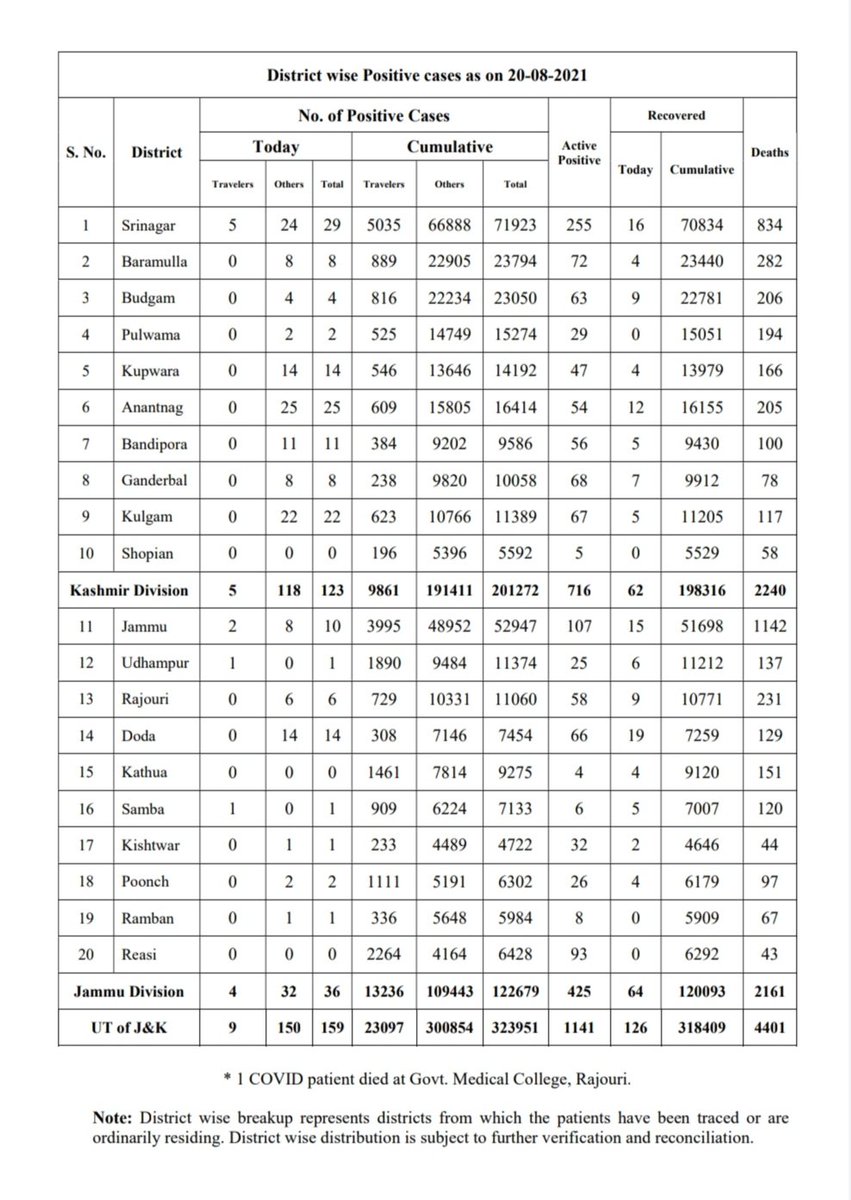 District wise Positive cases as on 20-08-2021
S. No. District No. of Positive Cases Active Positive Recovered Deaths
Today Cumulative Today Cumulative
Travelers Others Total Travelers Others Total
1 Srinagar 5 24 29 5035 66888 71923 255 16 70834 834
2 Baramulla 0 8 8 889 22905 23794 72 4 23440 282
3 Budgam 0 4 4 816 22234 23050 63 9 22781 206
4 Pulwama 0 2 2 525 14749 15274 29 0 15051 194
5 Kupwara 0 14 14 546 13646 14192 47 4 13979 166
6 Anantnag 0 25 25 609 15805 16414 54 12 16155 205
7 Bandipora 0 11 11 384 9202 9586 56 5 9430 100
8 Ganderbal 0 8 8 238 9820 10058 68 7 9912 78
9 Kulgam 0 22 22 623 10766 11389 67 5 11205 117
10 Shopian 0 0 0 196 5396 5592 5 0 5529 58
Kashmir Division 5 118 123 9861 191411 201272 716 62 198316 2240
11 Jammu 2 8 10 3995 48952 52947 107 15 51698 1142
12 Udhampur 1 0 1 1890 9484 11374 25 6 11212 137
13 Rajouri 0 6 6 729 10331 11060 58 9 10771 231
14 Doda 0 14 14 308 7146 7454 66 19 7259 129
15 Kathua 0 0 0 1461 7814 9275 4 4 9120 151
16 Samba 1 0 1 909 6224 7133 6 5 7007 120
17 Kishtwar 0 1 1 233 4489 4722 32 2 4646 44
18 Poonch 0 2 2 1111 5191 6302 26 4 6179 97
19 Ramban 0 1 1 336 5648 5984 8 0 5909 67
20 Reasi 0 0 0 2264 4164 6428 93 0 6292 43
Jammu Division 4 32 36 13236 109443 122679 425 64 120093 2161
UT of J&K 9 150 159 23097 300854 323951 1141 126 318409 4401
* 1 COVID patient died at Govt. Medical College, Rajouri.
Note: District wise breakup represents districts from which the patients have been traced or are
ordinarily residing. District wise distribution is subject to further verification and reconciliation.